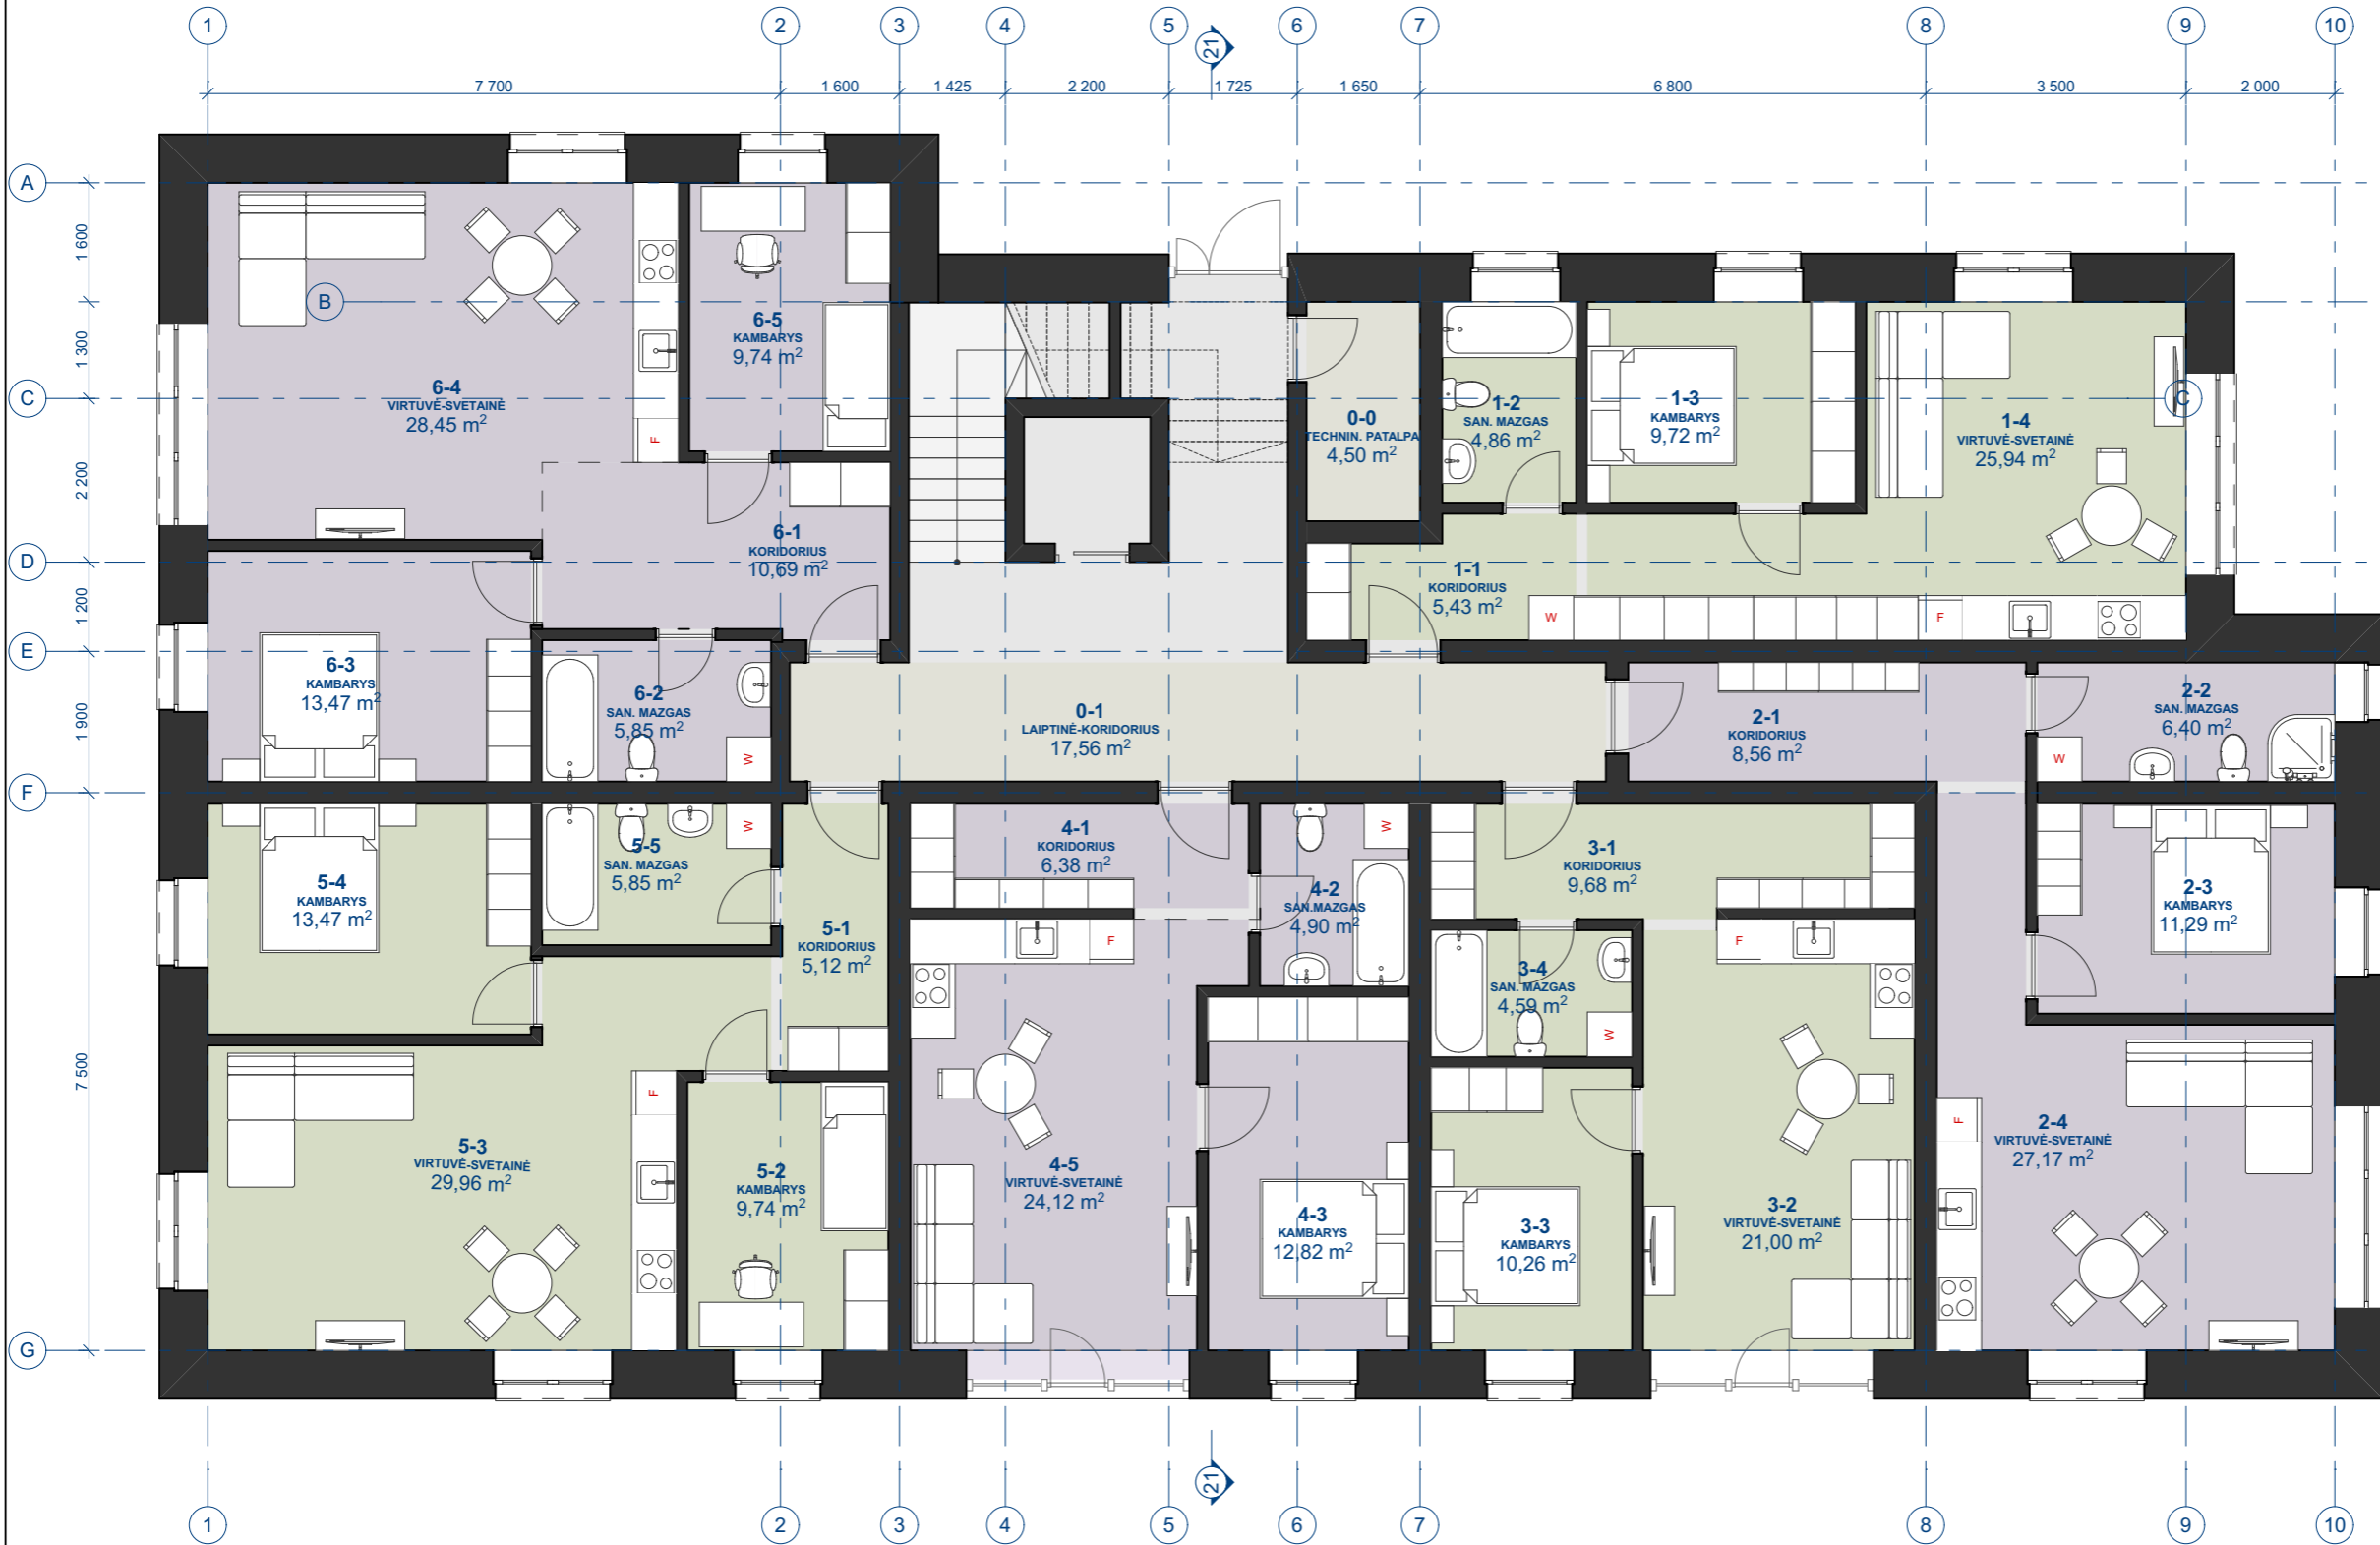 1 2 3 4 5 6 7 8 9 10
21
7 700 1 600 1 425 2 200 1 725 1 650 6 800 3 500 2 000
A
1 600
B
1 300
C
C
2 200
D
1 200
E
1 900
F
7 500
G
6-5
KAMBARYS
9,74 m²
6-4
VIRTUVĖ-SVETAINĖ
28,45 m²
F
0-0
TECHNIN. PATALPA
4,50 m²
1-2
SAN. MAZGAS
4,86 m²
1-3
KAMBARYS
9,72 m²
1-4
VIRTUVĖ-SVETAINĖ
25,94 m²
6-1
KORIDORIUS
10,69 m²
1-1
KORIDORIUS
5,43 m²
W
F
6-3
KAMBARYS
13,47 m²
6-2
SAN. MAZGAS
5,85 m²
W
0-1
LAIPTINĖ-KORIDORIUS
17,56 m²
2-1
KORIDORIUS
8,56 m²
2-2
SAN. MAZGAS
6,40 m²
W
5-4
KAMBARYS
13,47 m²
5-5
SAN. MAZGAS
5,85 m²
W
5-1
KORIDORIUS
5,12 m²
4-1
KORIDORIUS
6,38 m²
F
4-2
SAN.MAZGAS
4,90 m²
W
3-1
KORIDORIUS
9,68 m²
F
2-3
KAMBARYS
11,29 m²
3-4
SAN. MAZGAS
4,59 m²
W
5-3
VIRTUVĖ-SVETAINĖ
29,96 m²
F
5-2
KAMBARYS
9,74 m²
4-5
VIRTUVĖ-SVETAINĖ
24,12 m²
4-3
KAMBARYS
12,82 m²
3-3
KAMBARYS
10,26 m²
3-2
VIRTUVĖ-SVETAINĖ
21,00 m²
F
2-4
VIRTUVĖ-SVETAINĖ
27,17 m²
21
1 2 3 4 5 6 7 8 9 10